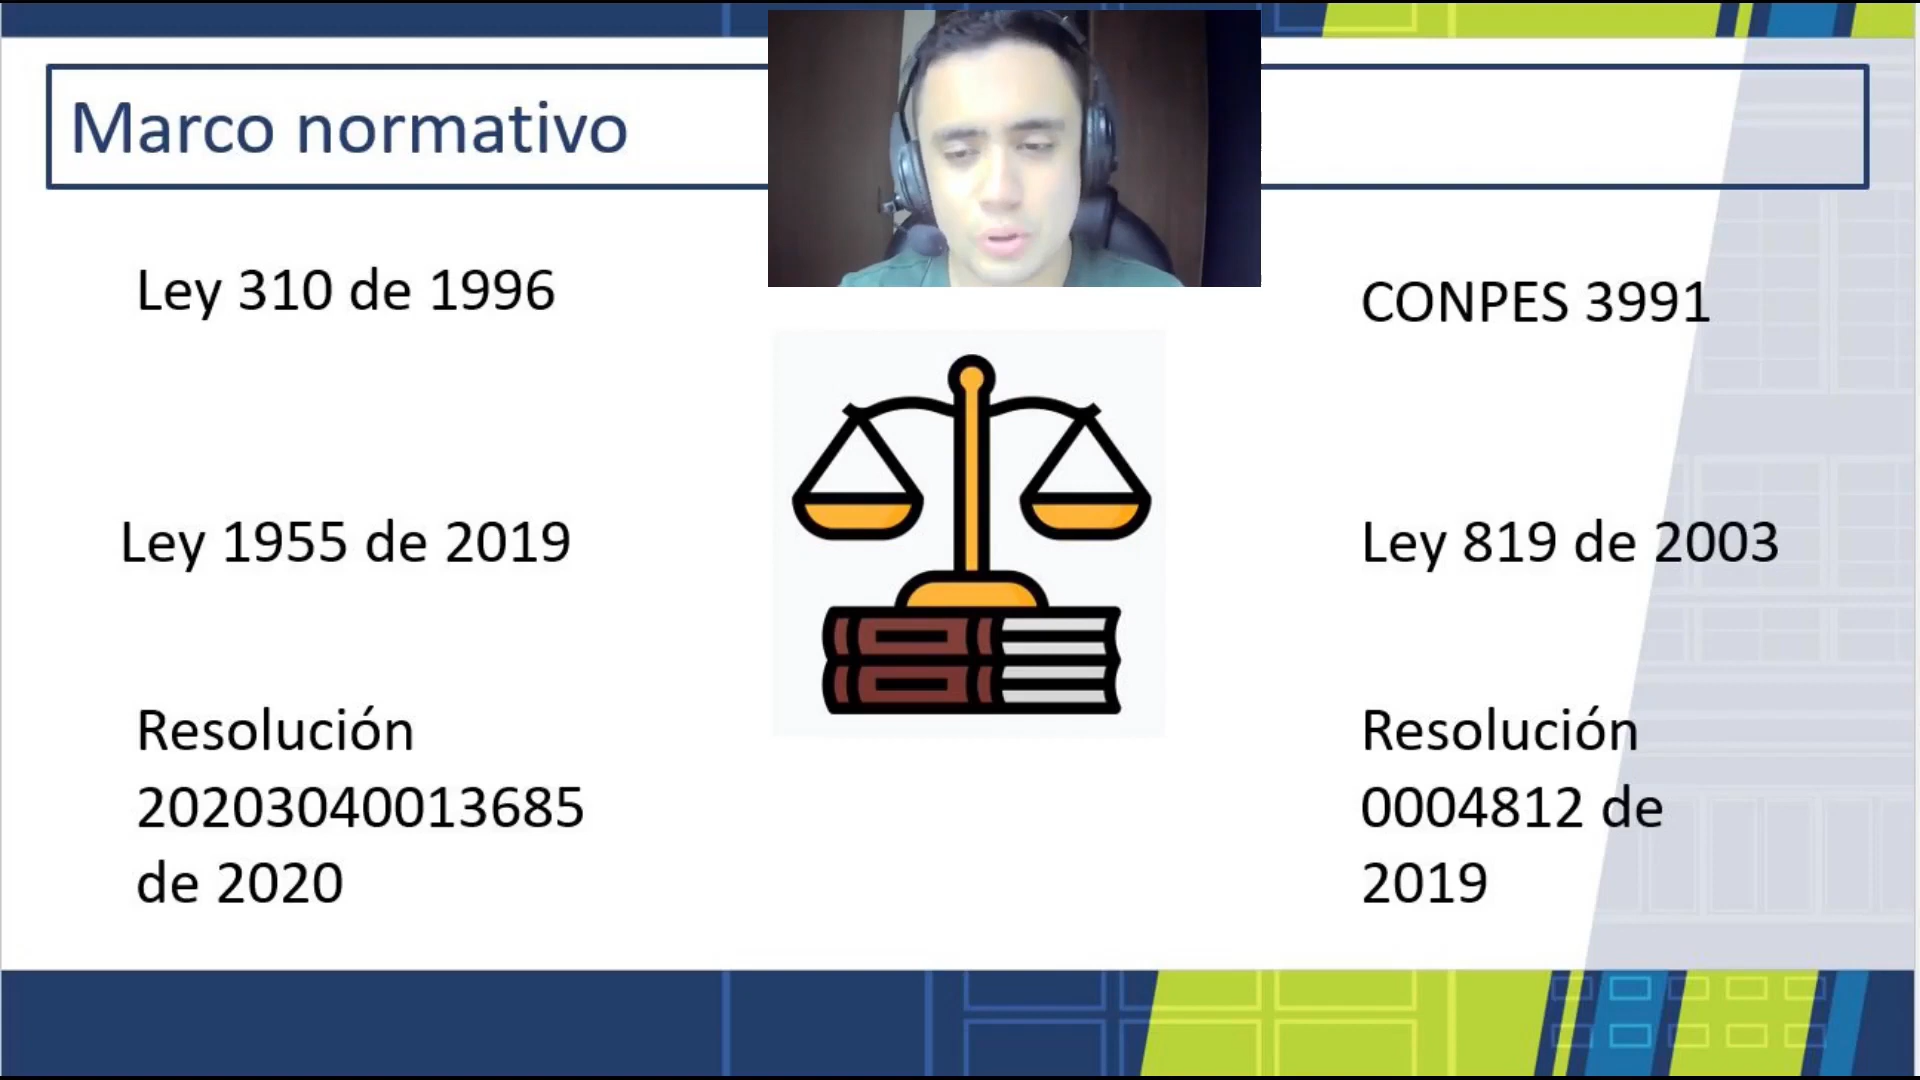 Marco normativo
Ley 310 de 1996
CONPES 3991
Ley 1955 de 2019
Ley 819 de 2003
Resolución
20203040013685
de 2020
Resolución
0004812 de
2019